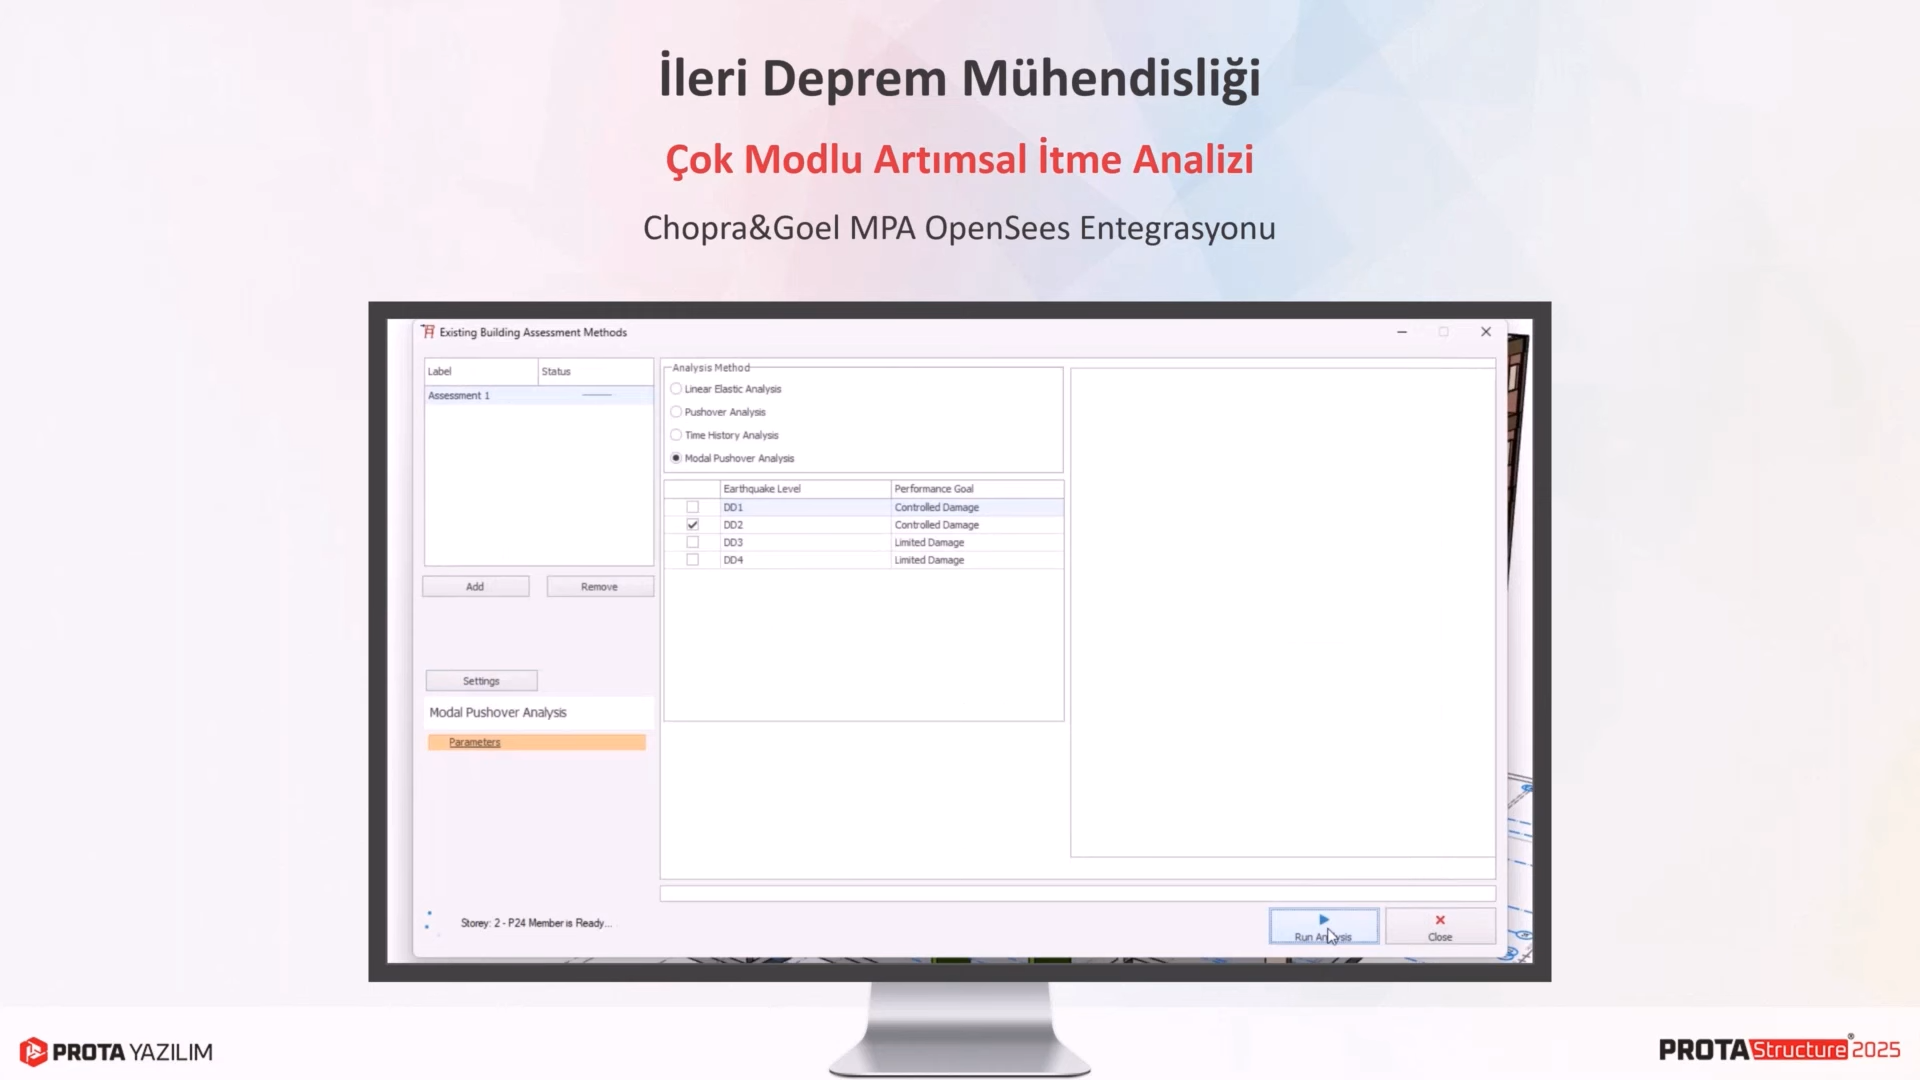 İleri Deprem Mühendisliği
Çok Modlu Artımsal İtme Analizi
Chopra&Goel MPA OpenSees Entegrasyonu
Existing Building Assessment Methods
Label Status
Assessment 1
Add Remove
Settings
Modal Pushover Analysis
Parameters
Analysis Method
Linear Elastic Analysis
Pushover Analysis
Time History Analysis
Modal Pushover Analysis
Earthquake Level Performance Goal
DD1 Controlled Damage
DD2 Controlled Damage
DD3 Limited Damage
DD4 Limited Damage
Storey: 2 - P24 Member is Ready...
Run Analysis
Close
PROTA YAZILIM
PROTAStructure® 2025